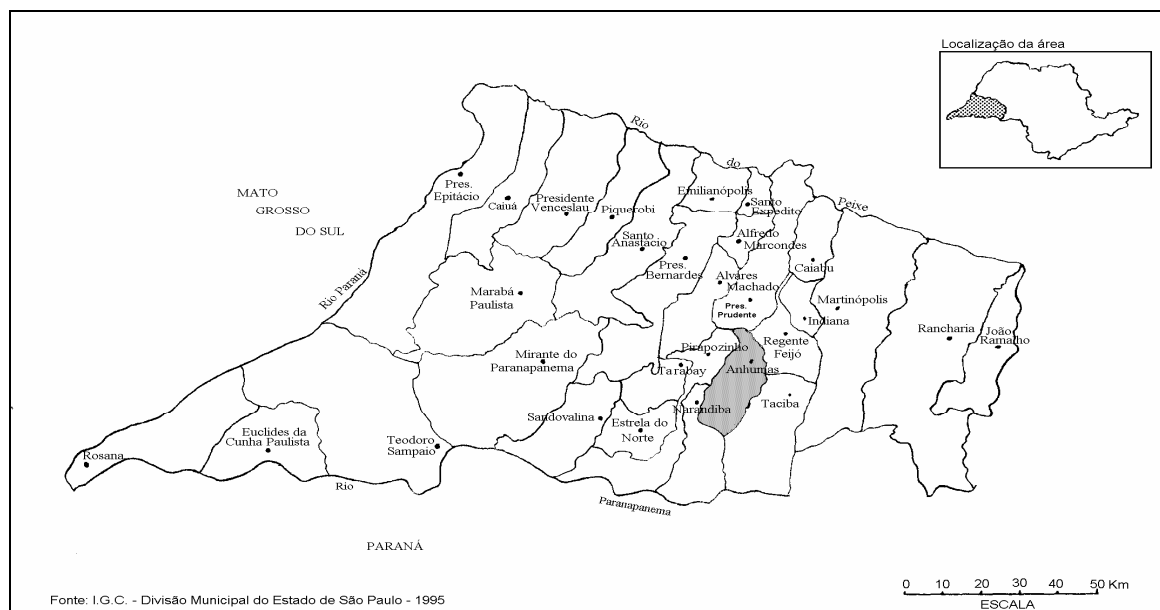 Localização da área
Rio
do
Peixe
MATO
GROSSO
DO SUL
Pres.
Epitácio
Caiuá
Presidente
Venceslau
Piquerobi
Santo
Anastácio
Emilianópolis
Santo
Expedito
Alfredo
Marcondes
Pres.
Bernardes
Caiabu
Alvares
Machado
Pres.
Prudente
Martinópolis
Indiana
Regente
Feijó
Rancharia
João
Ramalho
Rio Paraná
Marabá
Paulista
Mirante do
Paranapanema
Pirapozinho
Tarabay
Anhumas
Narandiba
Taciba
Sandovalina
Estrela do
Norte
Euclides da
Cunha Paulista
Teodoro
Sampaio
Rosana
Rio
Paranapanema
PARANÁ
Fonte: I.G.C. - Divisão Municipal do Estado de São Paulo - 1995
0 10 20 30 40 50 Km
ESCALA